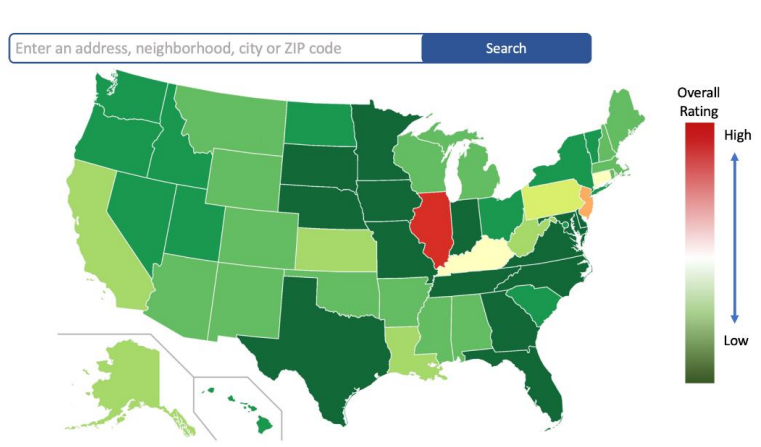 Enter an address, neighborhood, city or ZIP code
Search
Overall
Rating
High
Low